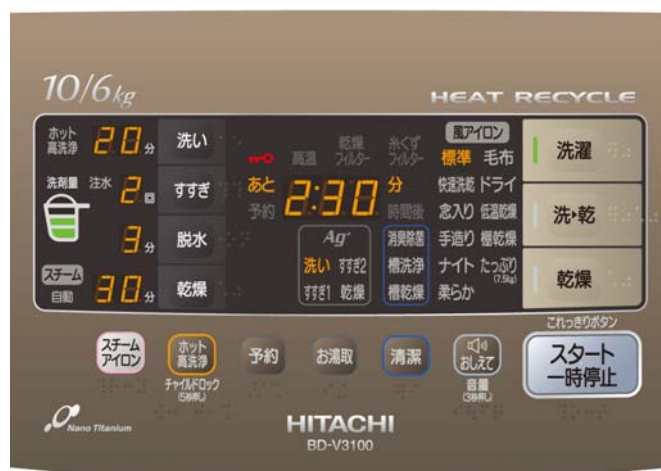 10/6kg
HEAT RECYCLE
ホット高洗浄 20分 洗い
洗剤量 注水 2回 すすぎ
3分 脱水
スチーム 自動 30分 乾燥
高温 乾燥フィルター 糸くずフィルター
あと 2:30 分
予約 時間後
Ag+
洗い すすぎ2
すすぎ1 乾燥
消臭除菌
槽洗浄
槽乾燥
風アイロン
標準 毛布
快速洗乾 ドライ
念入り 低温乾燥
手造り 棚乾燥
ナイト たっぷり(7.5kg)
柔らか
洗濯
洗▸乾
乾燥
これっきりボタン
スチームアイロン
ホット高洗浄
予約
お湯取
清潔
おしえて
スタート
一時停止
チャイルドロック
(5秒押し)
音量
(3秒押し)
Nano Titanium
HITACHI
BD-V3100